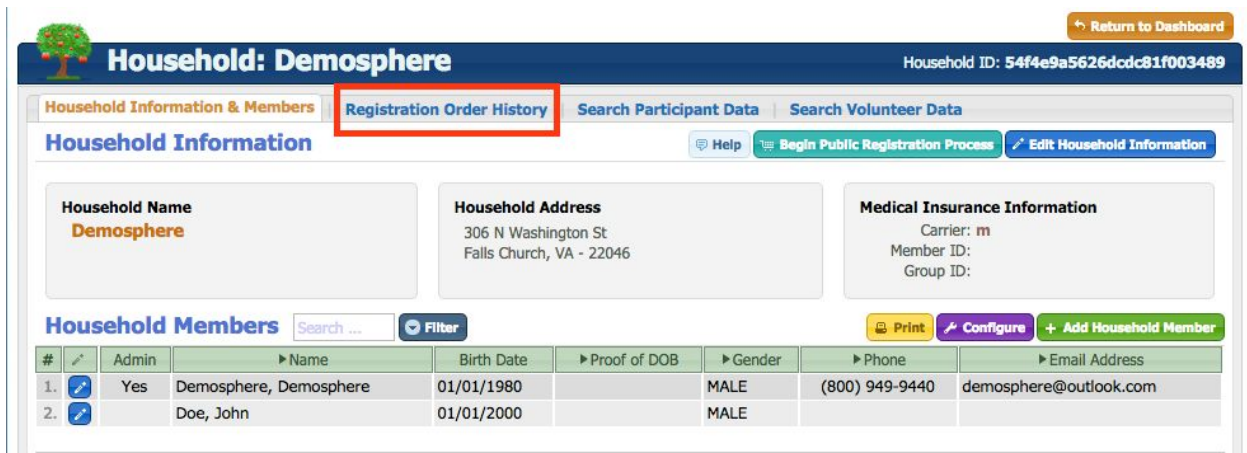 Return to Dashboard
Household: Demosphere
Household ID: 54f4e9a5626dcdc81f003489
Household Information & Members | Registration Order History | Search Participant Data | Search Volunteer Data
Household Information
Help
Begin Public Registration Process
Edit Household Information
Household Name
Demosphere
Household Address
306 N Washington St
Falls Church, VA - 22046
Medical Insurance Information
Carrier: m
Member ID:
Group ID:
Household Members Search ... Filter Print Configure + Add Household Member
# Admin Name Birth Date Proof of DOB Gender Phone Email Address
1. Yes Demosphere, Demosphere 01/01/1980 MALE (800) 949-9440 demosphere@outlook.com
2. Doe, John 01/01/2000 MALE